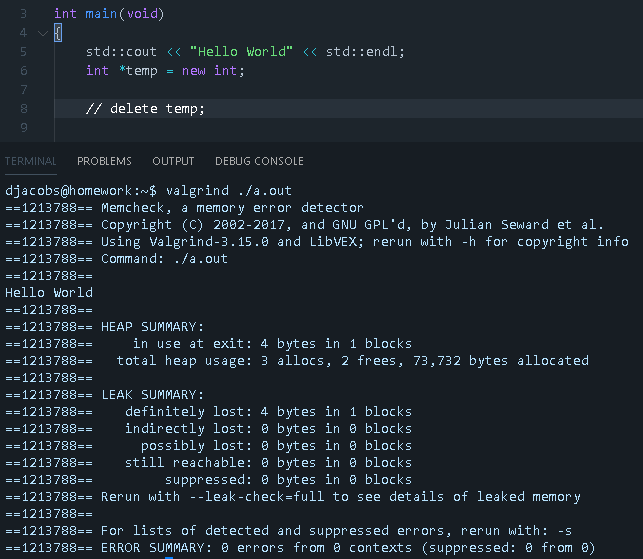 3 int main(void)
4 {
5 std::cout << "Hello World" << std::endl;
6 int *temp = new int;
7
8 // delete temp;
9
TERMINAL PROBLEMS OUTPUT DEBUG CONSOLE
djacobs@homework:~$ valgrind ./a.out
==1213788== Memcheck, a memory error detector
==1213788== Copyright (C) 2002-2017, and GNU GPL'd, by Julian Seward et al.
==1213788== Using Valgrind-3.15.0 and LibVEX; rerun with -h for copyright info
==1213788== Command: ./a.out
==1213788==
Hello World
==1213788==
==1213788== HEAP SUMMARY:
==1213788== in use at exit: 4 bytes in 1 blocks
==1213788== total heap usage: 3 allocs, 2 frees, 73,732 bytes allocated
==1213788==
==1213788== LEAK SUMMARY:
==1213788== definitely lost: 4 bytes in 1 blocks
==1213788== indirectly lost: 0 bytes in 0 blocks
==1213788== possibly lost: 0 bytes in 0 blocks
==1213788== still reachable: 0 bytes in 0 blocks
==1213788== suppressed: 0 bytes in 0 blocks
==1213788== Rerun with --leak-check=full to see details of leaked memory
==1213788==
==1213788== For lists of detected and suppressed errors, rerun with: -s
==1213788== ERROR SUMMARY: 0 errors from 0 contexts (suppressed: 0 from 0)